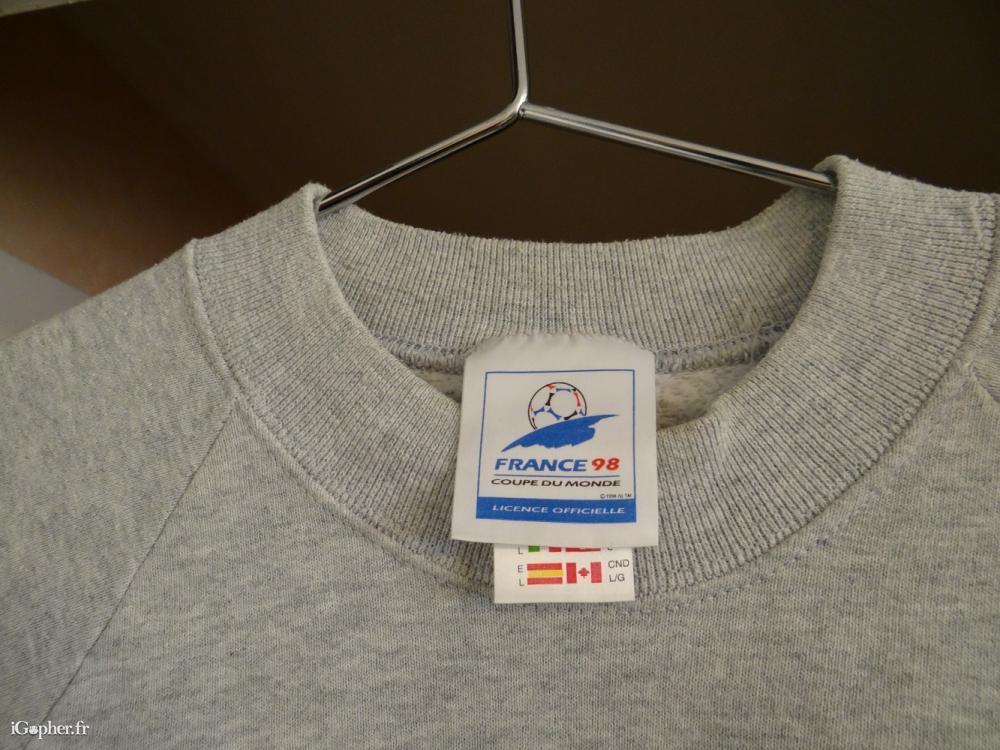 FRANCE 98
COUPE DU MONDE
LICENCE OFFICIELLE
L
E CND
L L/G
iGopher.fr